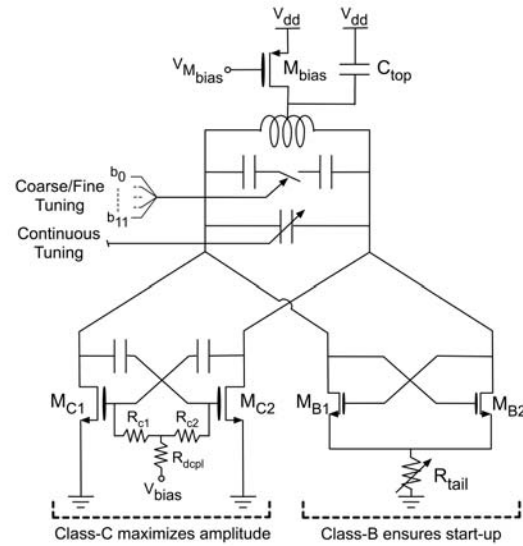 Vdd
Vdd
VMbias
Mbias
Ctop
b0
Coarse/Fine
Tuning
b11
Continuous
Tuning
MC1
MC2
MB1
MB2
Rc1
Rc2
Rdcpl
Vbias
Rtail
Class-C maximizes amplitude
Class-B ensures start-up